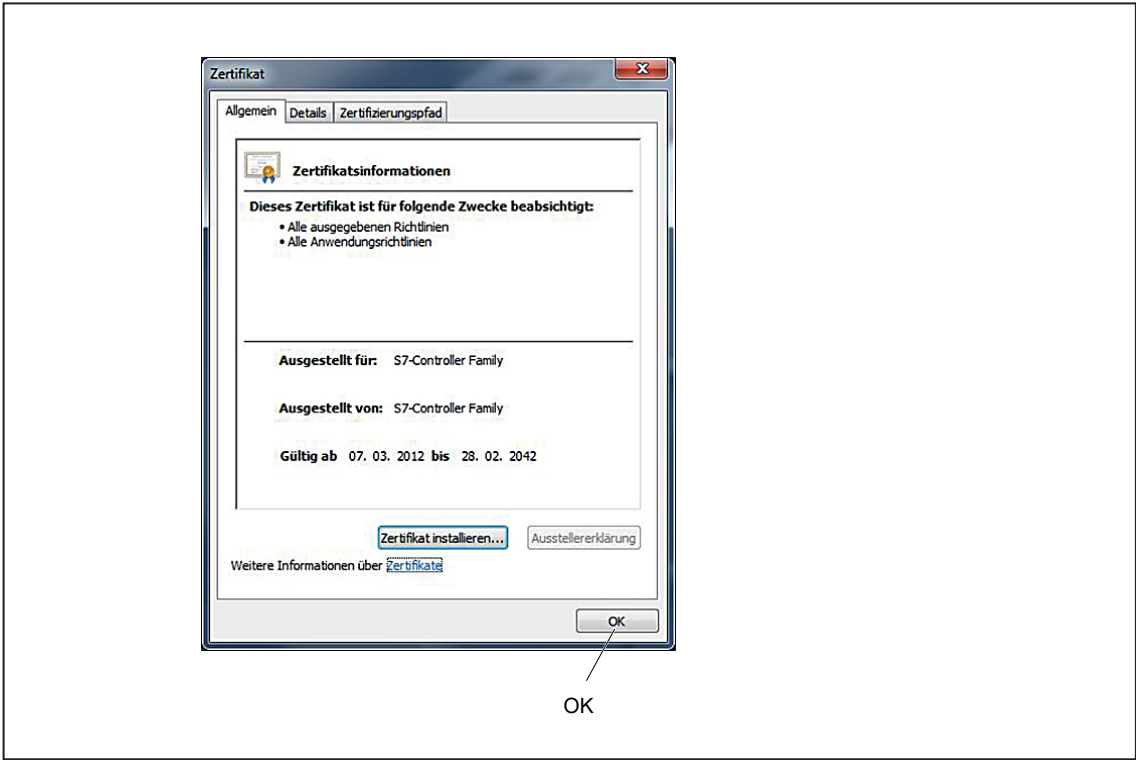 Zertifikat
Allgemein Details Zertifizierungspfad
Zertifikatsinformationen
Dieses Zertifikat ist für folgende Zwecke beabsichtigt:
• Alle ausgegebenen Richtlinien
• Alle Anwendungsrichtlinien
Ausgestellt für: S7-Controller Family
Ausgestellt von: S7-Controller Family
Gültig ab 07. 03. 2012 bis 28. 02. 2042
Zertifikat installieren... Ausstellererklärung
Weitere Informationen über Zertifikate
OK
OK